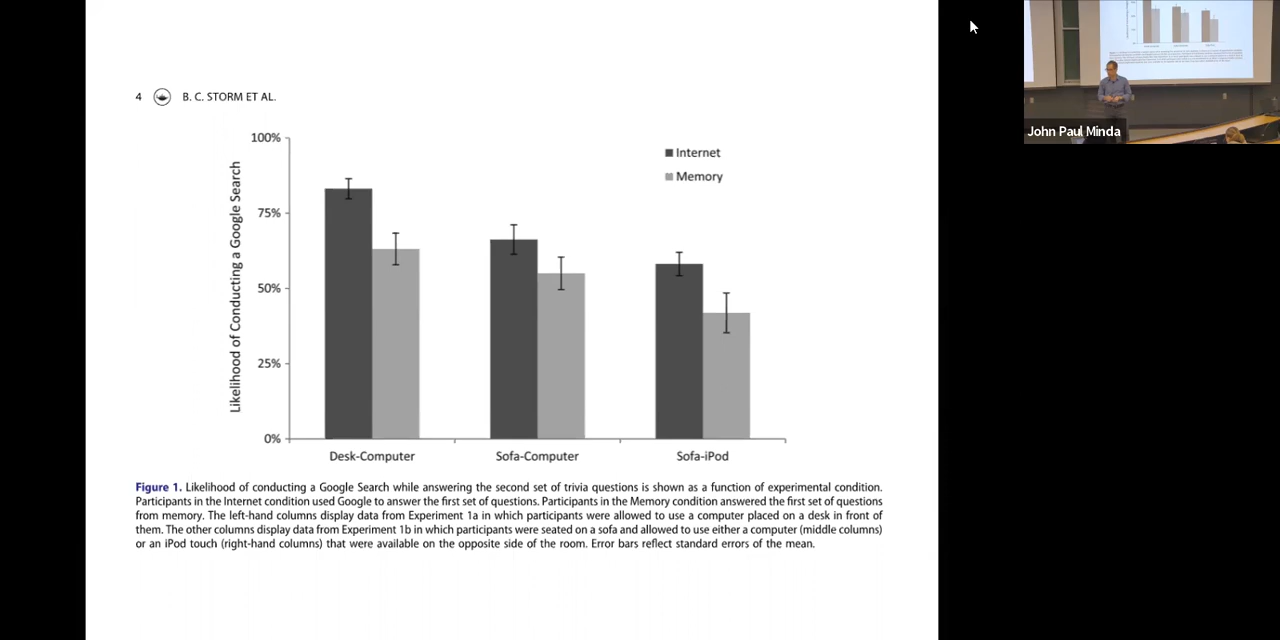 4 B. C. STORM ET AL.
100%
75%
50%
25%
0%
Likelihood of Conducting a Google Search
Internet
Memory
Desk-Computer
Sofa-Computer
Sofa-iPod
Figure 1. Likelihood of conducting a Google Search while answering the second set of trivia questions is shown as a function of experimental condition.
Participants in the Internet condition used Google to answer the first set of questions. Participants in the Memory condition answered the first set of questions
from memory. The left-hand columns display data from Experiment 1a in which participants were allowed to use a computer placed on a desk in front of
them. The other columns display data from Experiment 1b in which participants were seated on a sofa and allowed to use either a computer (middle columns)
or an iPod touch (right-hand columns) that were available on the opposite side of the room. Error bars reflect standard errors of the mean.
John Paul Minda